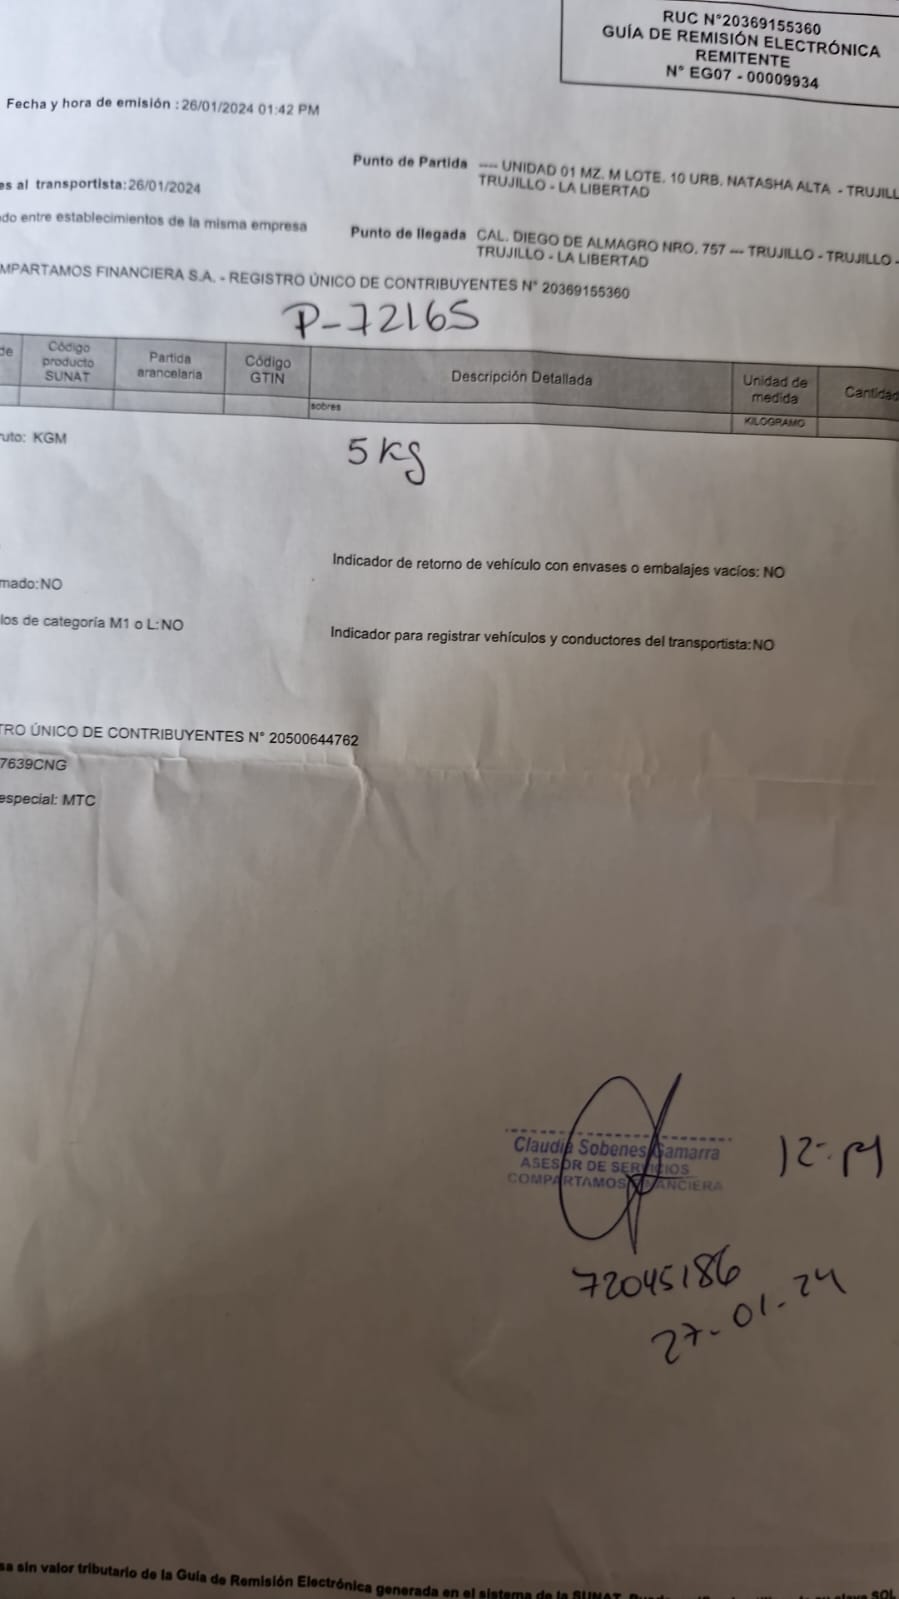 RUC N°20369155360
GUÍA DE REMISIÓN ELECTRÓNICA
REMITENTE
N° EG07 - 00009934
Fecha y hora de emisión : 26/01/2024 01:42 PM
Punto de Partida ---- UNIDAD 01 MZ. M LOTE. 10 URB. NATASHA ALTA - TRUJILL
TRUJILLO - LA LIBERTAD
es al transportista:26/01/2024
do entre establecimientos de la misma empresa
Punto de llegada CAL. DIEGO DE ALMAGRO NRO. 757 --- TRUJILLO - TRUJILLO -
TRUJILLO - LA LIBERTAD
MPARTAMOS FINANCIERA S.A. - REGISTRO ÚNICO DE CONTRIBUYENTES N° 20369155360
P-72165
de
Código
producto
SUNAT
Partida
arancelaria
Código
GTIN
Descripción Detallada
Unidad de
medida
Cantidad
sobres
KILOGRAMO
uto: KGM
5 kg
Indicador de retorno de vehículo con envases o embalajes vacíos: NO
mado:NO
los de categoría M1 o L:NO
Indicador para registrar vehículos y conductores del transportista:NO
TRO ÚNICO DE CONTRIBUYENTES N° 20500644762
7639CNG
especial: MTC
Claudia Sobenes Gamarra
ASESOR DE SERVICIOS
COMPARTAMOS FINANCIERA
72045186
27-01-24
sa sin valor tributario de la Guía de Remisión Electrónica generada en el sistema de la SUNAT.